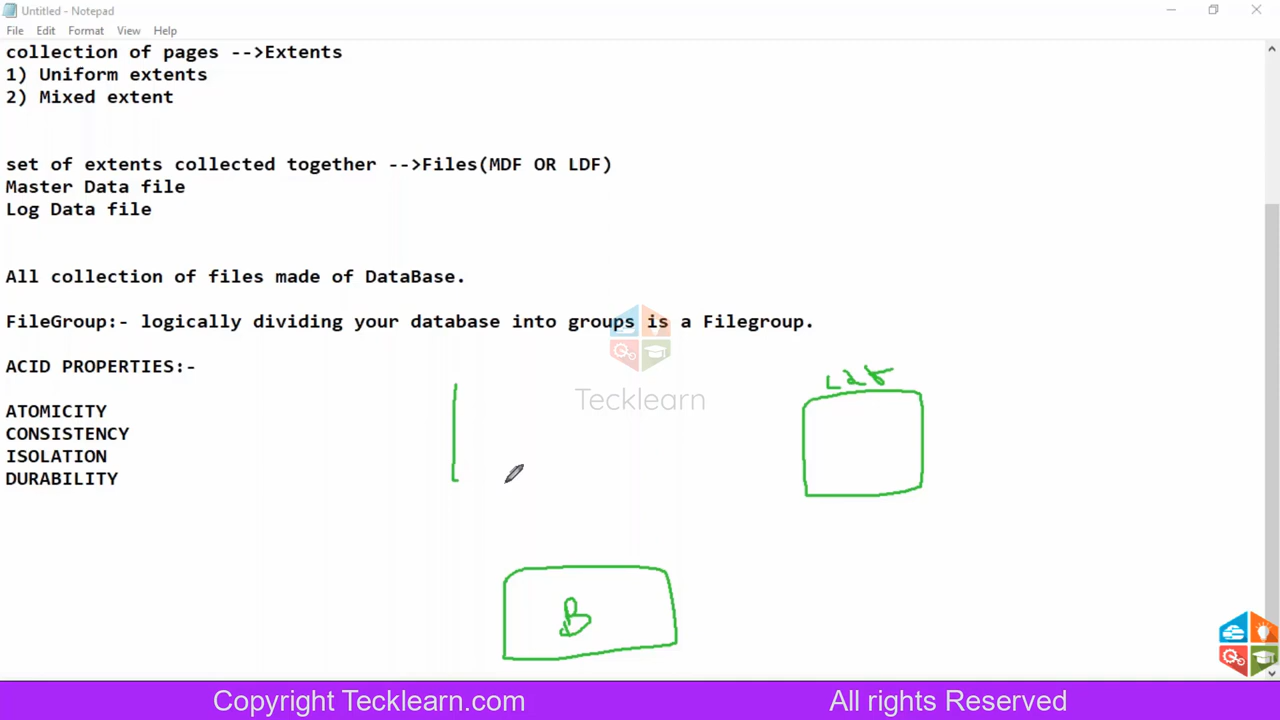 Untitled - Notepad
File Edit Format View Help
collection of pages -->Extents
1) Uniform extents
2) Mixed extent
set of extents collected together -->Files(MDF OR LDF)
Master Data file
Log Data file
All collection of files made of DataBase.
FileGroup:- logically dividing your database into groups is a Filegroup.
ACID PROPERTIES:-
Ldf
Tecklearn
ATOMICITY
CONSISTENCY
ISOLATION
DURABILITY
B
Copyright Tecklearn.com
All rights Reserved